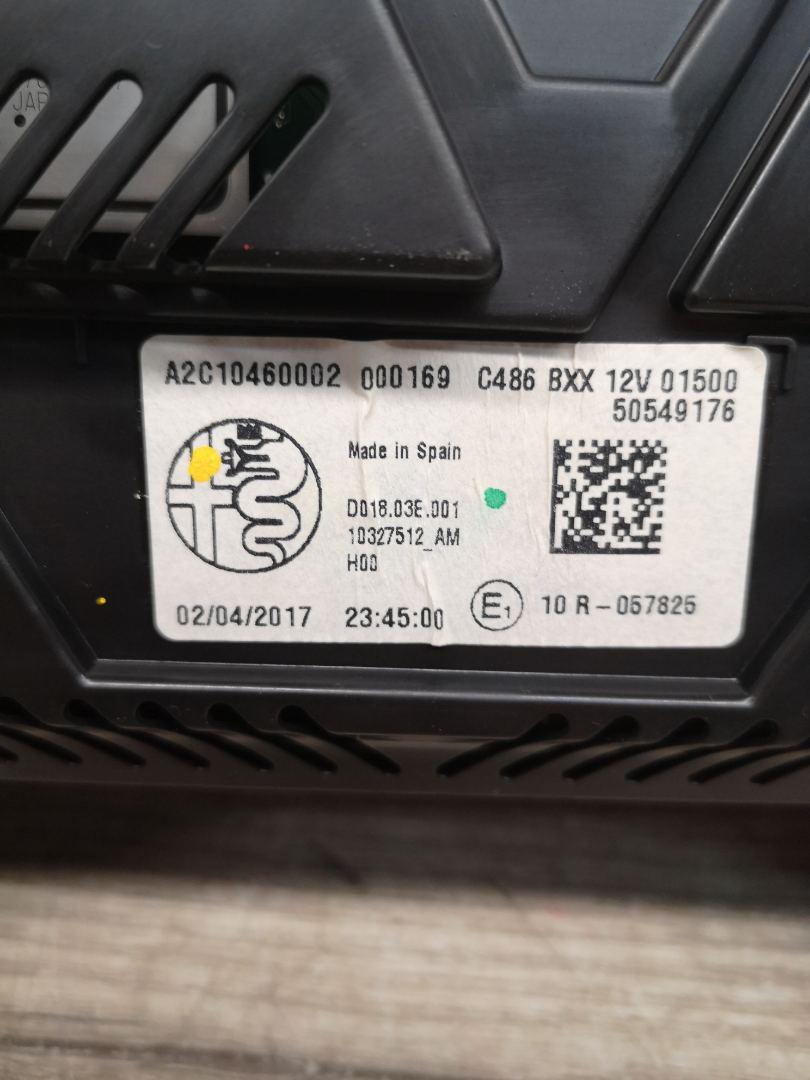 JAP
A2C10460002 000169 C486 BXX 12V 01500
50549176
Made in Spain
D018.03E.001
10327512_AM
H00
02/04/2017 23:45:00 E1 10 R-057825